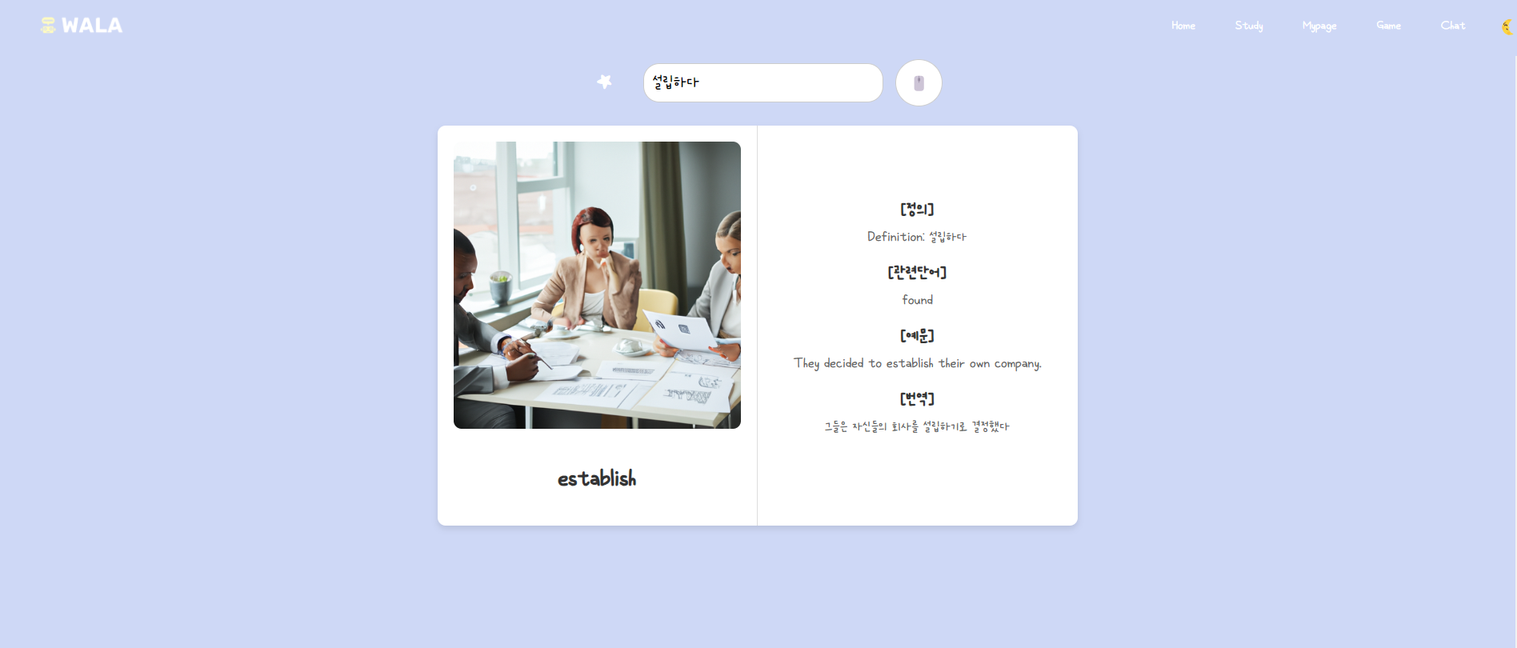 WALA
Home Study Mypage Game Chat
설립하다
[정의]
Definition: 설립하다
[관련단어]
found
[예문]
They decided to establish their own company.
[번역]
그들은 자신들의 회사를 설립하기로 결정했다
establish